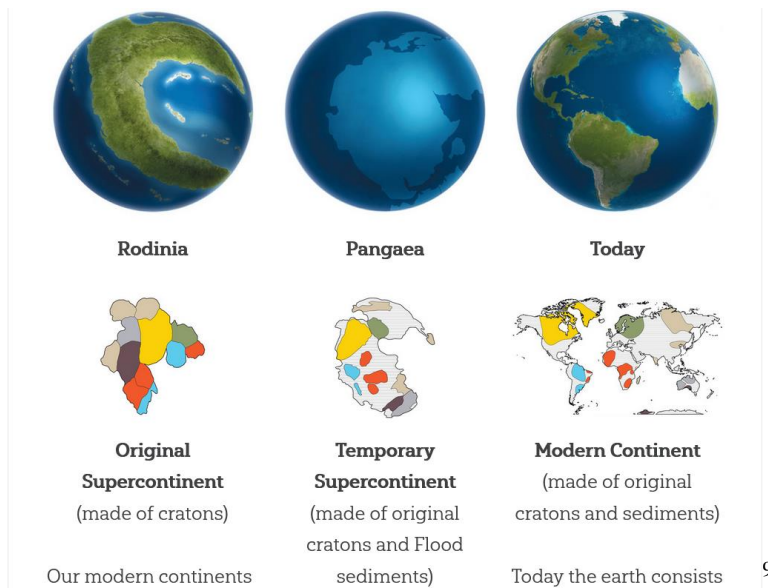 Rodinia
Pangaea
Today
Original
Supercontinent
(made of cratons)
Our modern continents
Temporary
Supercontinent
(made of original
cratons and Flood
sediments)
Modern Continent
(made of original
cratons and sediments)
Today the earth consists